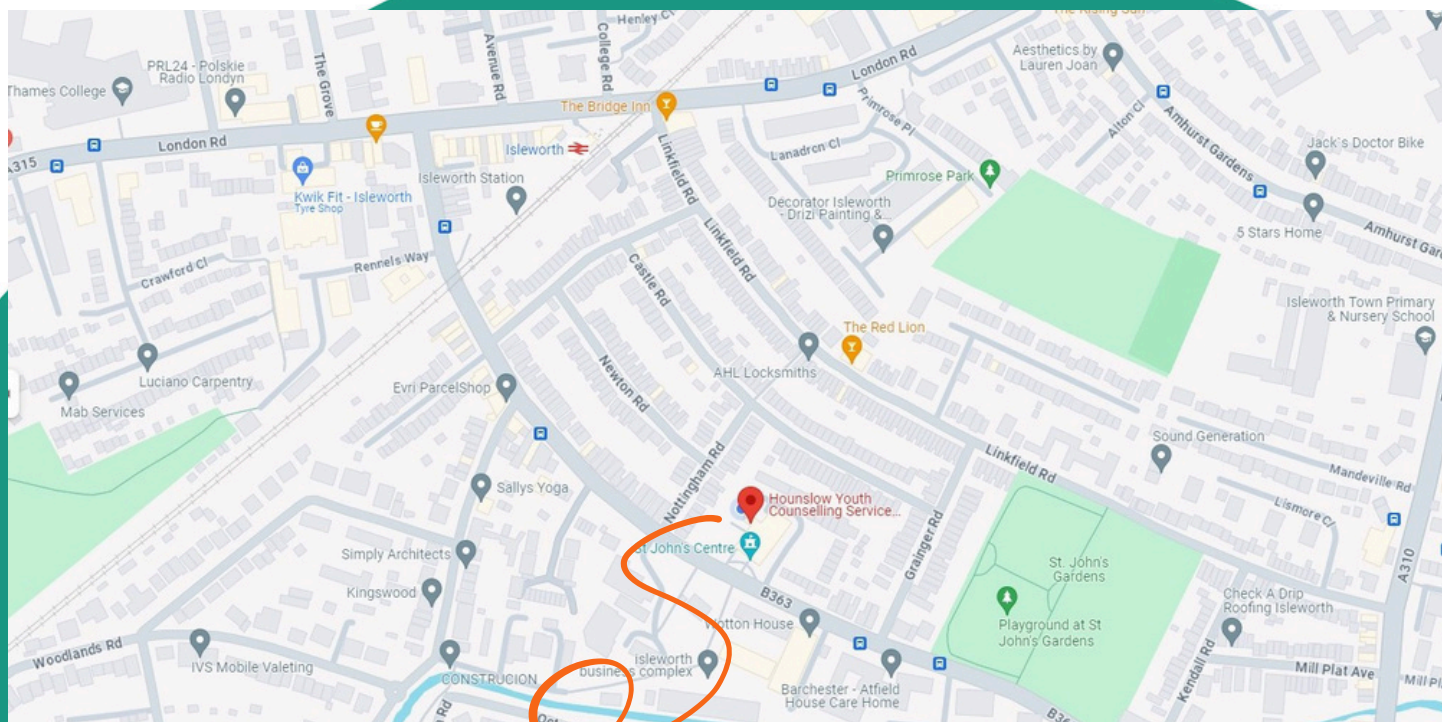 Henley Cl
The Rising Sun
College Rd
Avenue Rd
The Grove
PRL24 - Polskie
Radio Londyn
Thames College
London Rd
Aesthetics by
Lauren Joan
The Bridge Inn
Primrose Pl
Alton Cl
Amhurst Gardens
Jack's Doctor Bike
London Rd
A315
Isleworth
Lanadron Cl
Linkfield Rd
Isleworth Station
Primrose Park
Kwik Fit - Isleworth
Tyre Shop
Decorator Isleworth
- Drizi Painting &...
5 Stars Home
Amhurst Gar
Linkfield Rd
Rennels Way
Crawford Cl
Castle Rd
Isleworth Town Primary
& Nursery School
The Red Lion
AHL Locksmiths
Luciano Carpentry
Evri ParcelShop
Newton Rd
Mab Services
Sound Generation
Linkfield Rd
Mandeville Rd
Nottingham Rd
Sallys Yoga
Hounslow Youth
Counselling Service...
Lismore Cl
Grainger Rd
St John's Centre
Simply Architects
St. John's
Gardens
A310
Kingswood
B363
Check A Drip
Roofing Isleworth
Wotton House
Playground at St
John's Gardens
Woodlands Rd
IVS Mobile Valeting
Isleworth
business complex
CONSTRUCION
Barchester - Atfield
House Care Home
Kendall Rd
Mill Plat Ave
Mill Pl
Rd
Oct
B36